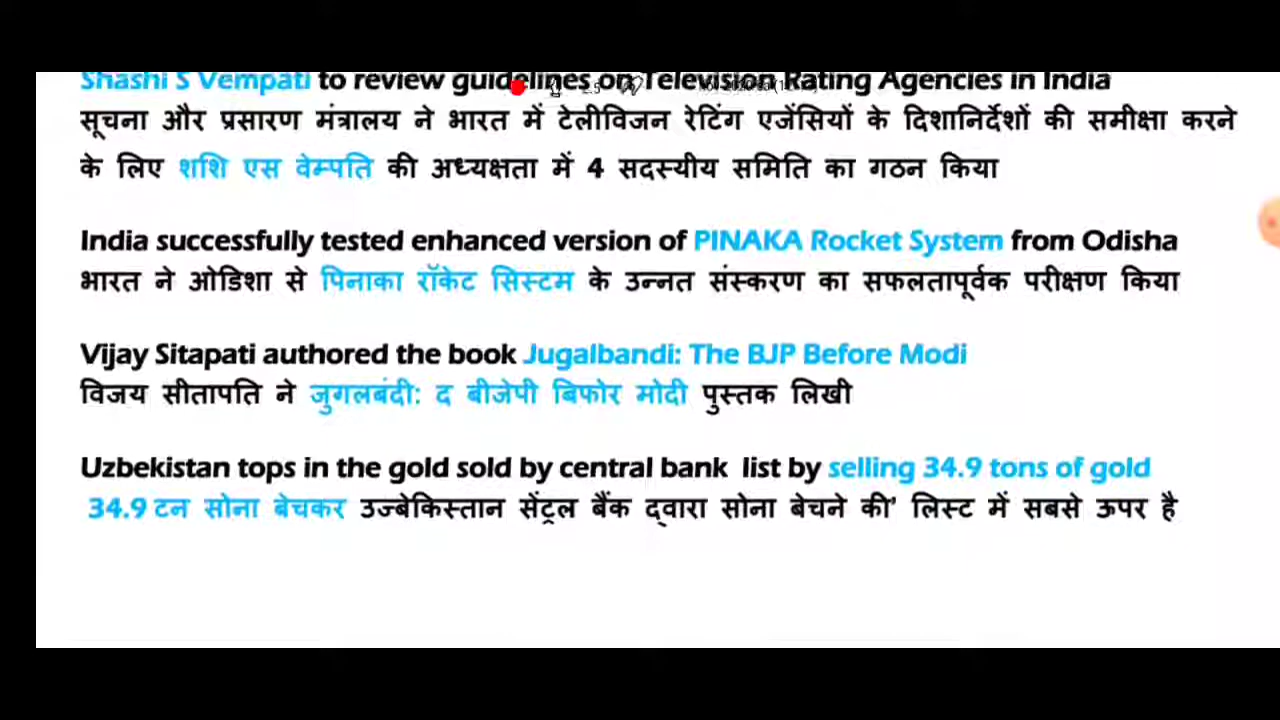 Shashi S Vempati to review guidelines on Television Rating Agencies in India
सूचना और प्रसारण मंत्रालय ने भारत में टेलीविजन रेटिंग एजेंसियों के दिशानिर्देशों की समीक्षा करने
के लिए शशि एस वेम्पति की अध्यक्षता में 4 सदस्यीय समिति का गठन किया
India successfully tested enhanced version of PINAKA Rocket System from Odisha
भारत ने ओडिशा से पिनाका रॉकेट सिस्टम के उन्नत संस्करण का सफलतापूर्वक परीक्षण किया
Vijay Sitapati authored the book Jugalbandi: The BJP Before Modi
विजय सीतापति ने जुगलबंदी: द बीजेपी बिफोर मोदी पुस्तक लिखी
Uzbekistan tops in the gold sold by central bank list by selling 34.9 tons of gold
34.9 टन सोना बेचकर उज्बेकिस्तान सेंट्रल बैंक द्वारा सोना बेचने की' लिस्ट में सबसे ऊपर है